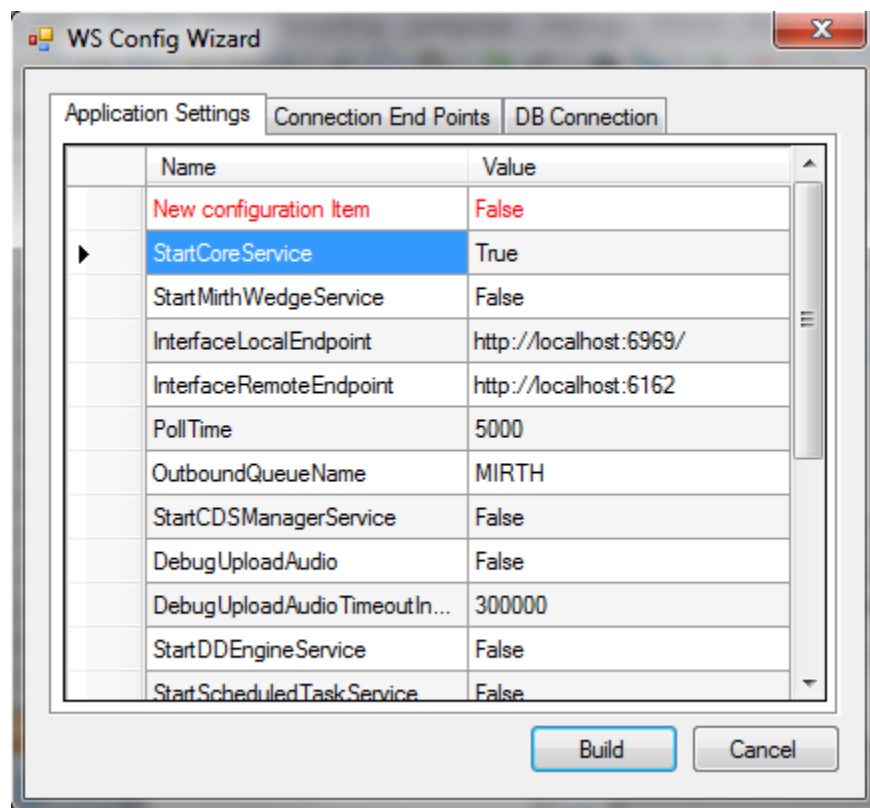 WS Config Wizard
Application Settings Connection End Points DB Connection
Name Value
New configuration Item False
StartCoreService True
StartMirthWedgeService False
InterfaceLocalEndpoint http://localhost:6969/
InterfaceRemoteEndpoint http://localhost:6162
PollTime 5000
OutboundQueueName MIRTH
StartCDSManagerService False
DebugUploadAudio False
DebugUploadAudioTimeoutIn... 300000
StartDDEngineService False
StartScheduledTaskService False
Build Cancel